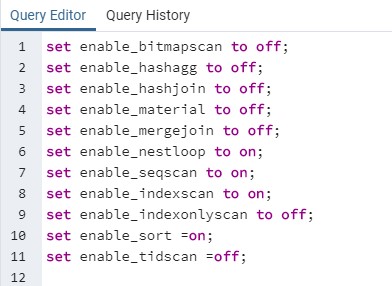 Query Editor Query History
1 set enable_bitmapscan to off;
2 set enable_hashagg to off;
3 set enable_hashjoin to off;
4 set enable_material to off;
5 set enable_mergejoin to off;
6 set enable_nestloop to on;
7 set enable_seqscan to on;
8 set enable_indexscan to on;
9 set enable_indexonlyscan to off;
10 set enable_sort =on;
11 set enable_tidscan =off;
12